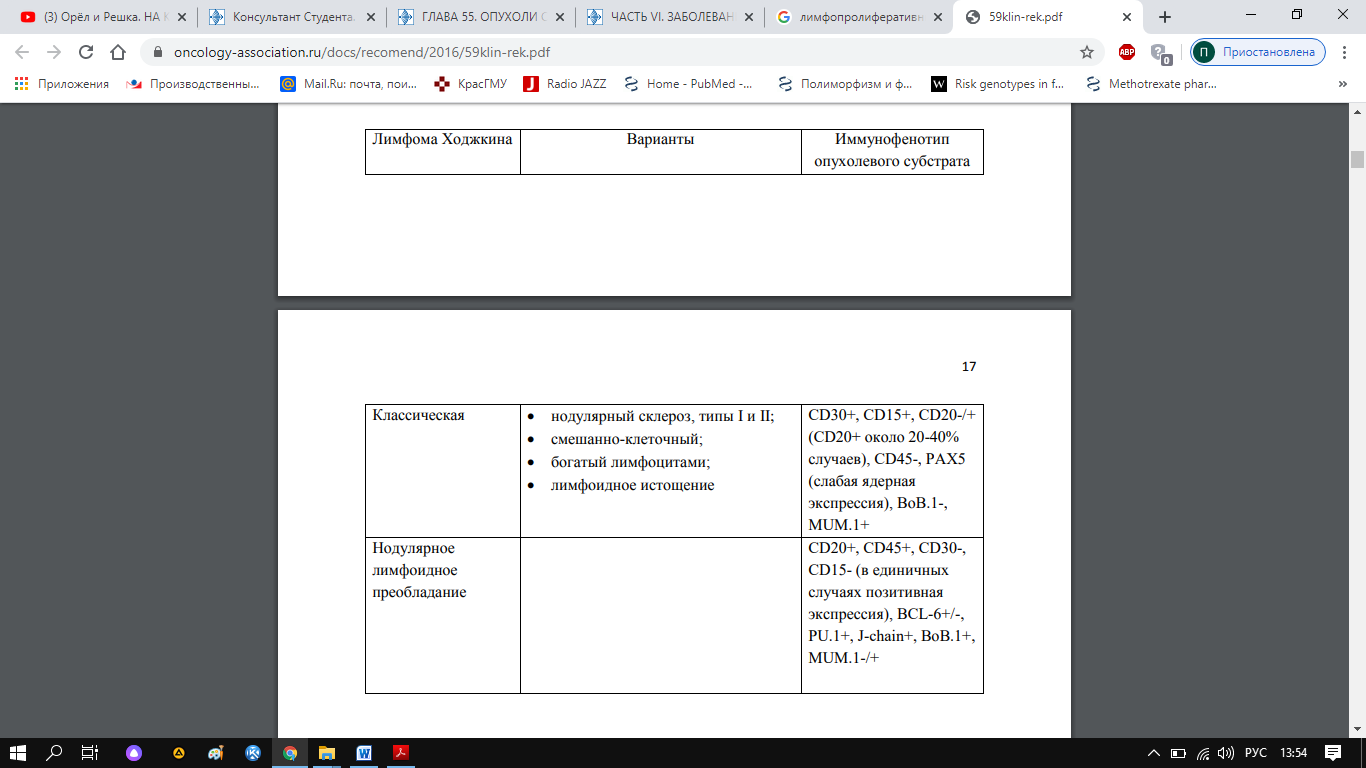 (3) Орёл и Решка. НА К
Консультант Студента.
ГЛАВА 55. ОПУХОЛИ С
ЧАСТЬ VI. ЗАБОЛЕВАН
лимфопролиферативн
59klin-rek.pdf
oncology-association.ru/docs/recomend/2016/59klin-rek.pdf
ABP
0
П
Приостановлена
Приложения
Производственны...
Mail.Ru: почта, пои...
КрасГМУ
Radio JAZZ
Home - PubMed -...
Полиморфизм и ф...
Risk genotypes in f...
Methotrexate phar...
»
Лимфома Ходжкина
Варианты
Иммунофенотип
опухолевого субстрата
17
Классическая
• нодулярный склероз, типы I и II;
• смешанно-клеточный;
• богатый лимфоцитами;
• лимфоидное истощение
CD30+, CD15+, CD20-/+
(CD20+ около 20-40%
случаев), CD45-, PAX5
(слабая ядерная
экспрессия), BoB.1-,
MUM.1+
Нодулярное
лимфоидное
преобладание
CD20+, CD45+, CD30-,
CD15- (в единичных
случаях позитивная
экспрессия), BCL-6+/-,
PU.1+, J-chain+, BoB.1+,
MUM.1-/+
РУС
13:54